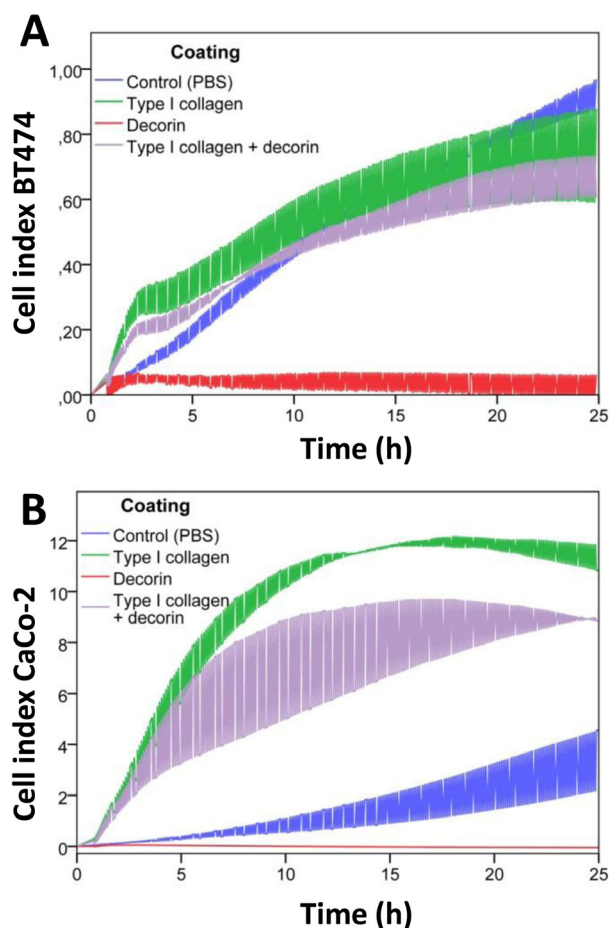 A
Coating
Control (PBS)
Type I collagen
Decorin
Type I collagen + decorin
1,00
,80
,60
,40
,20
,00
0 5 10 15 20 25
Cell index BT474
Time (h)
B
Coating
Control (PBS)
Type I collagen
Decorin
Type I collagen
+ decorin
12
10
8
6
4
2
0
0 5 10 15 20 25
Cell index CaCo-2
Time (h)